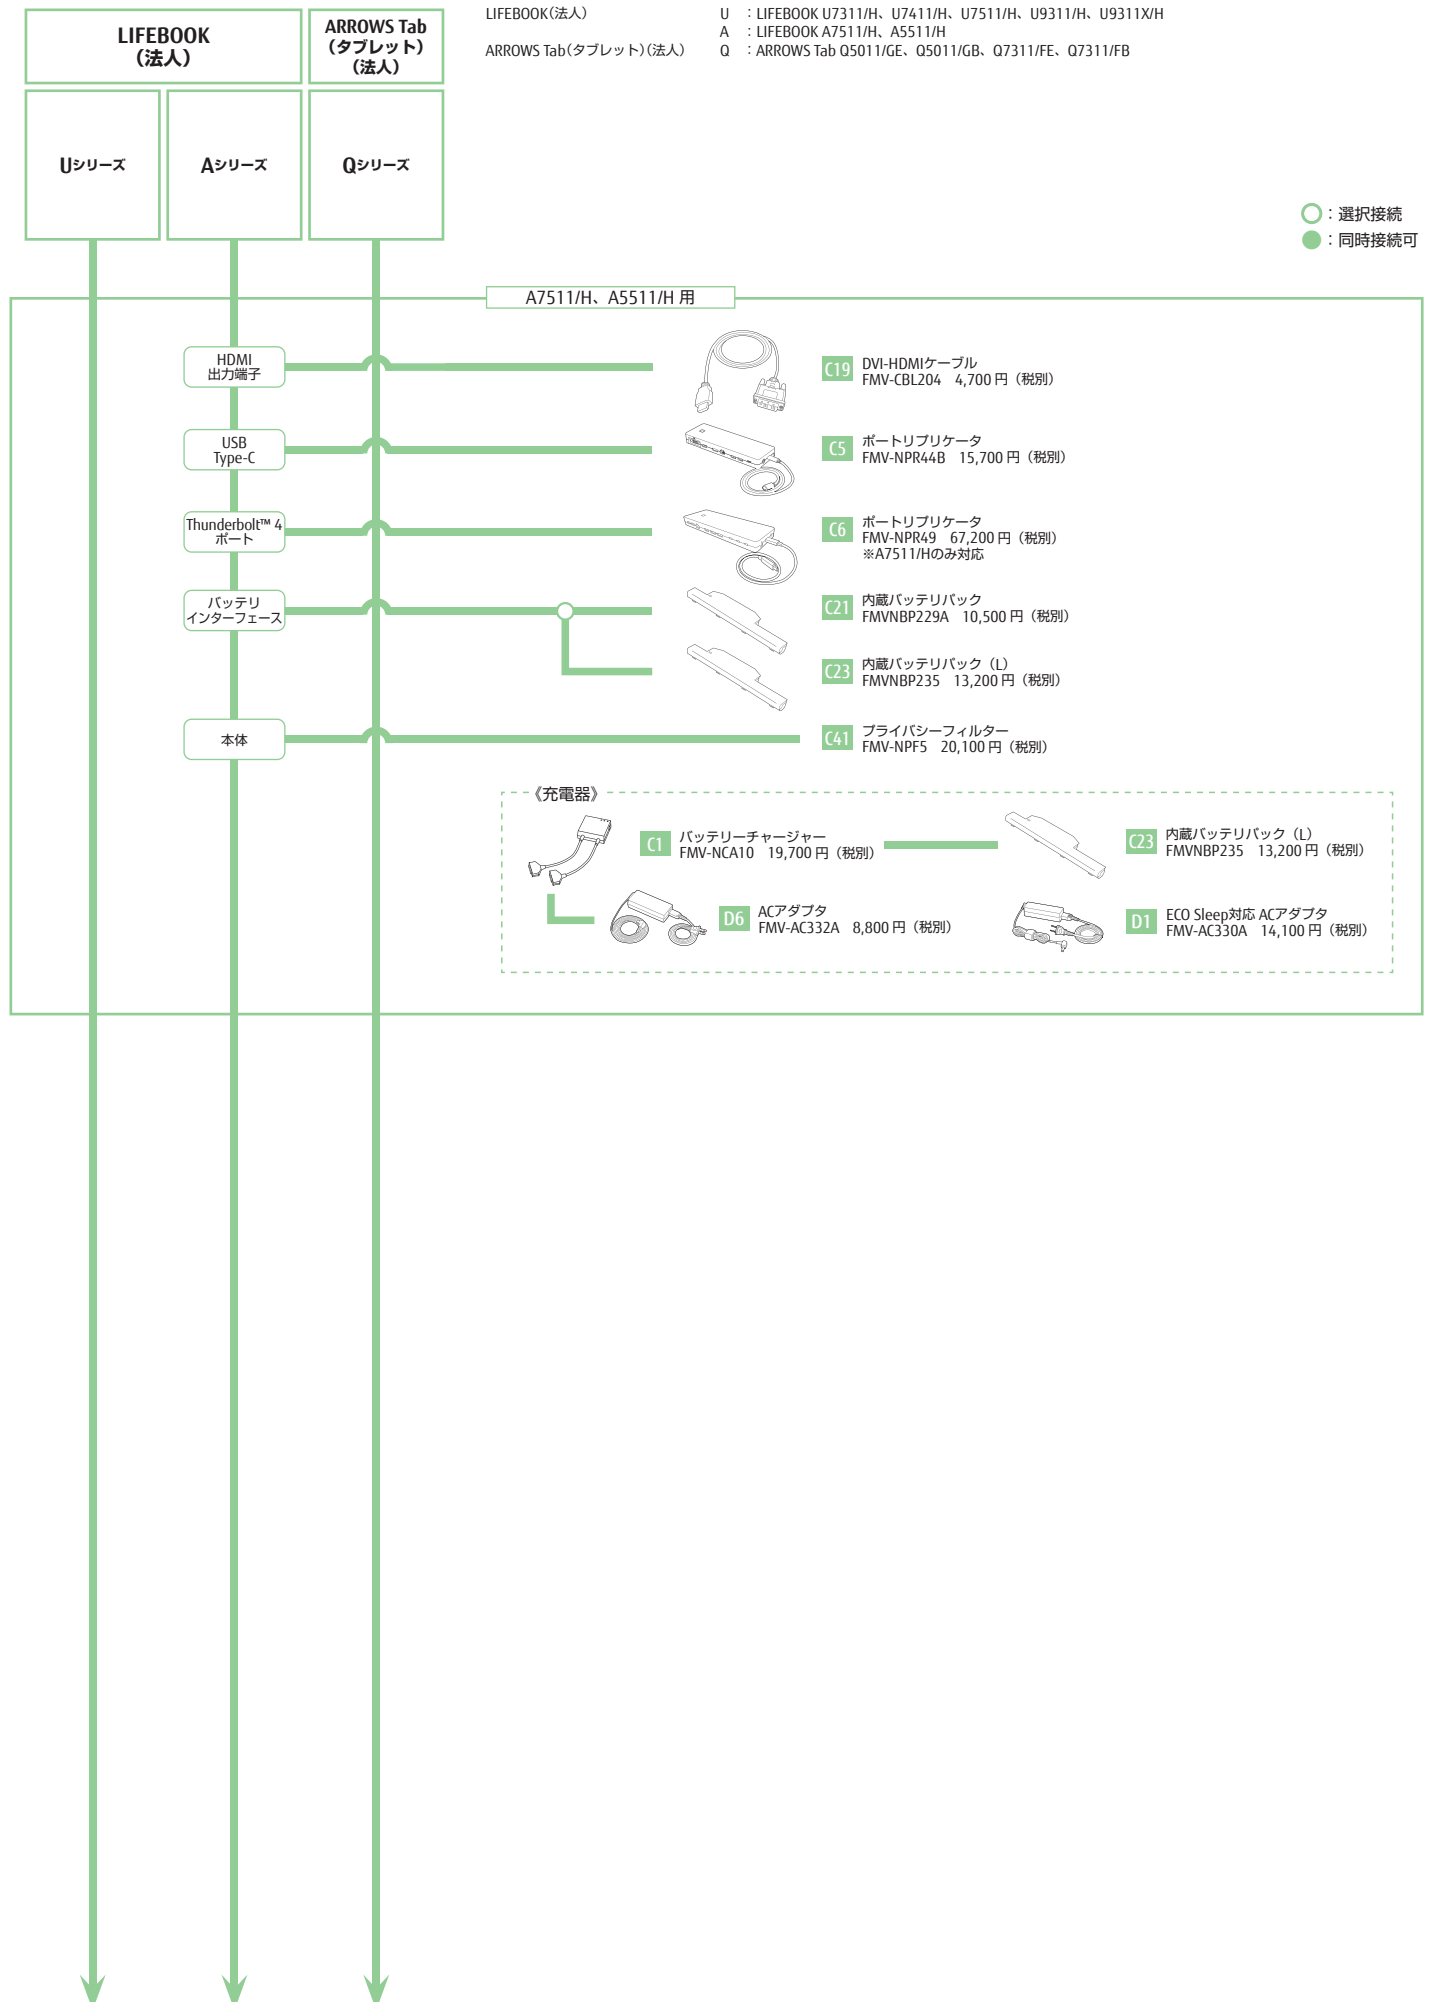 LIFEBOOK
（法人）
ARROWS Tab
（タブレット）
（法人）
LIFEBOOK(法人) U ：LIFEBOOK U7311/H、U7411/H、U7511/H、U9311/H、U9311X/H
A ：LIFEBOOK A7511/H、A5511/H
ARROWS Tab(タブレット)(法人) Q ：ARROWS Tab Q5011/GE、Q5011/GB、Q7311/FE、Q7311/FB
Uシリーズ
Aシリーズ
Qシリーズ
：選択接続
：同時接続可
A7511/H、A5511/H 用
HDMI
出力端子
C19 DVI-HDMIケーブル
FMV-CBL204 4,700 円（税別）
USB
Type-C
C5 ポートリプリケータ
FMV-NPR44B 15,700 円（税別）
Thunderbolt™ 4
ポート
C6 ポートリプリケータ
FMV-NPR49 67,200 円（税別）
※A7511/Hのみ対応
バッテリ
インターフェース
C21 内蔵バッテリパック
FMVNBP229A 10,500 円（税別）
C23 内蔵バッテリパック（L）
FMVNBP235 13,200 円（税別）
本体
C41 プライバシーフィルター
FMV-NPF5 20,100 円（税別）
《充電器》
C1 バッテリーチャージャー
FMV-NCA10 19,700 円（税別）
C23 内蔵バッテリパック（L）
FMVNBP235 13,200 円（税別）
D6 ACアダプタ
FMV-AC332A 8,800 円（税別）
D1 ECO Sleep対応 ACアダプタ
FMV-AC330A 14,100 円（税別）